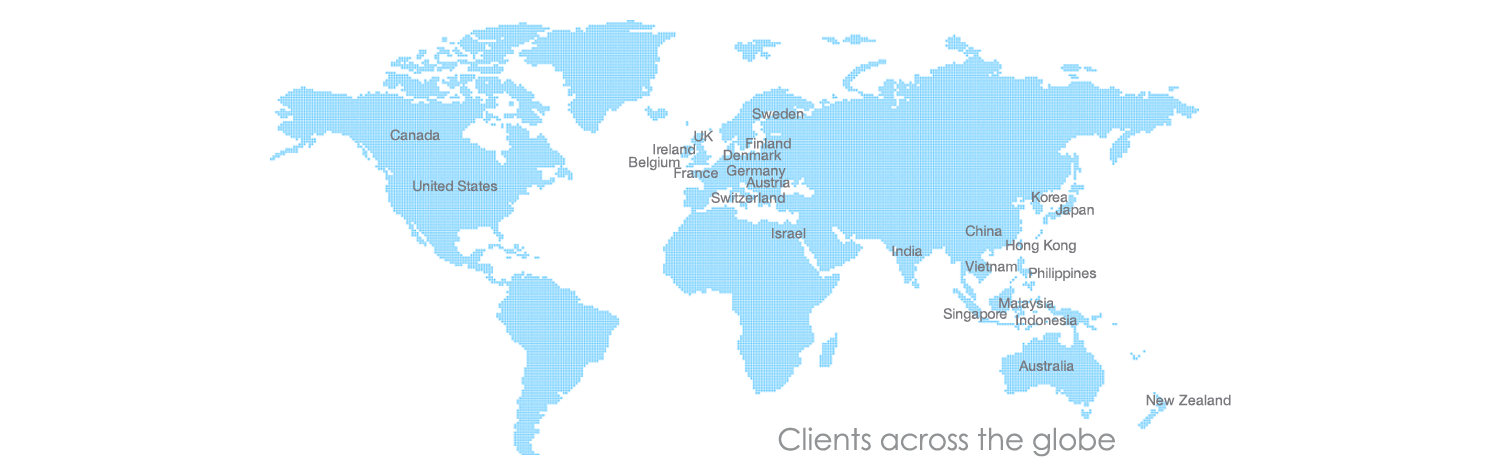 Sweden
Canada
UK
Finland
Ireland
Denmark
Belgium
France
Germany
Austria
United States
Switzerland
Korea
Japan
Israel
China
Hong Kong
India
Vietnam
Philippines
Malaysia
Singapore
Indonesia
Australia
New Zealand
Clients across the globe